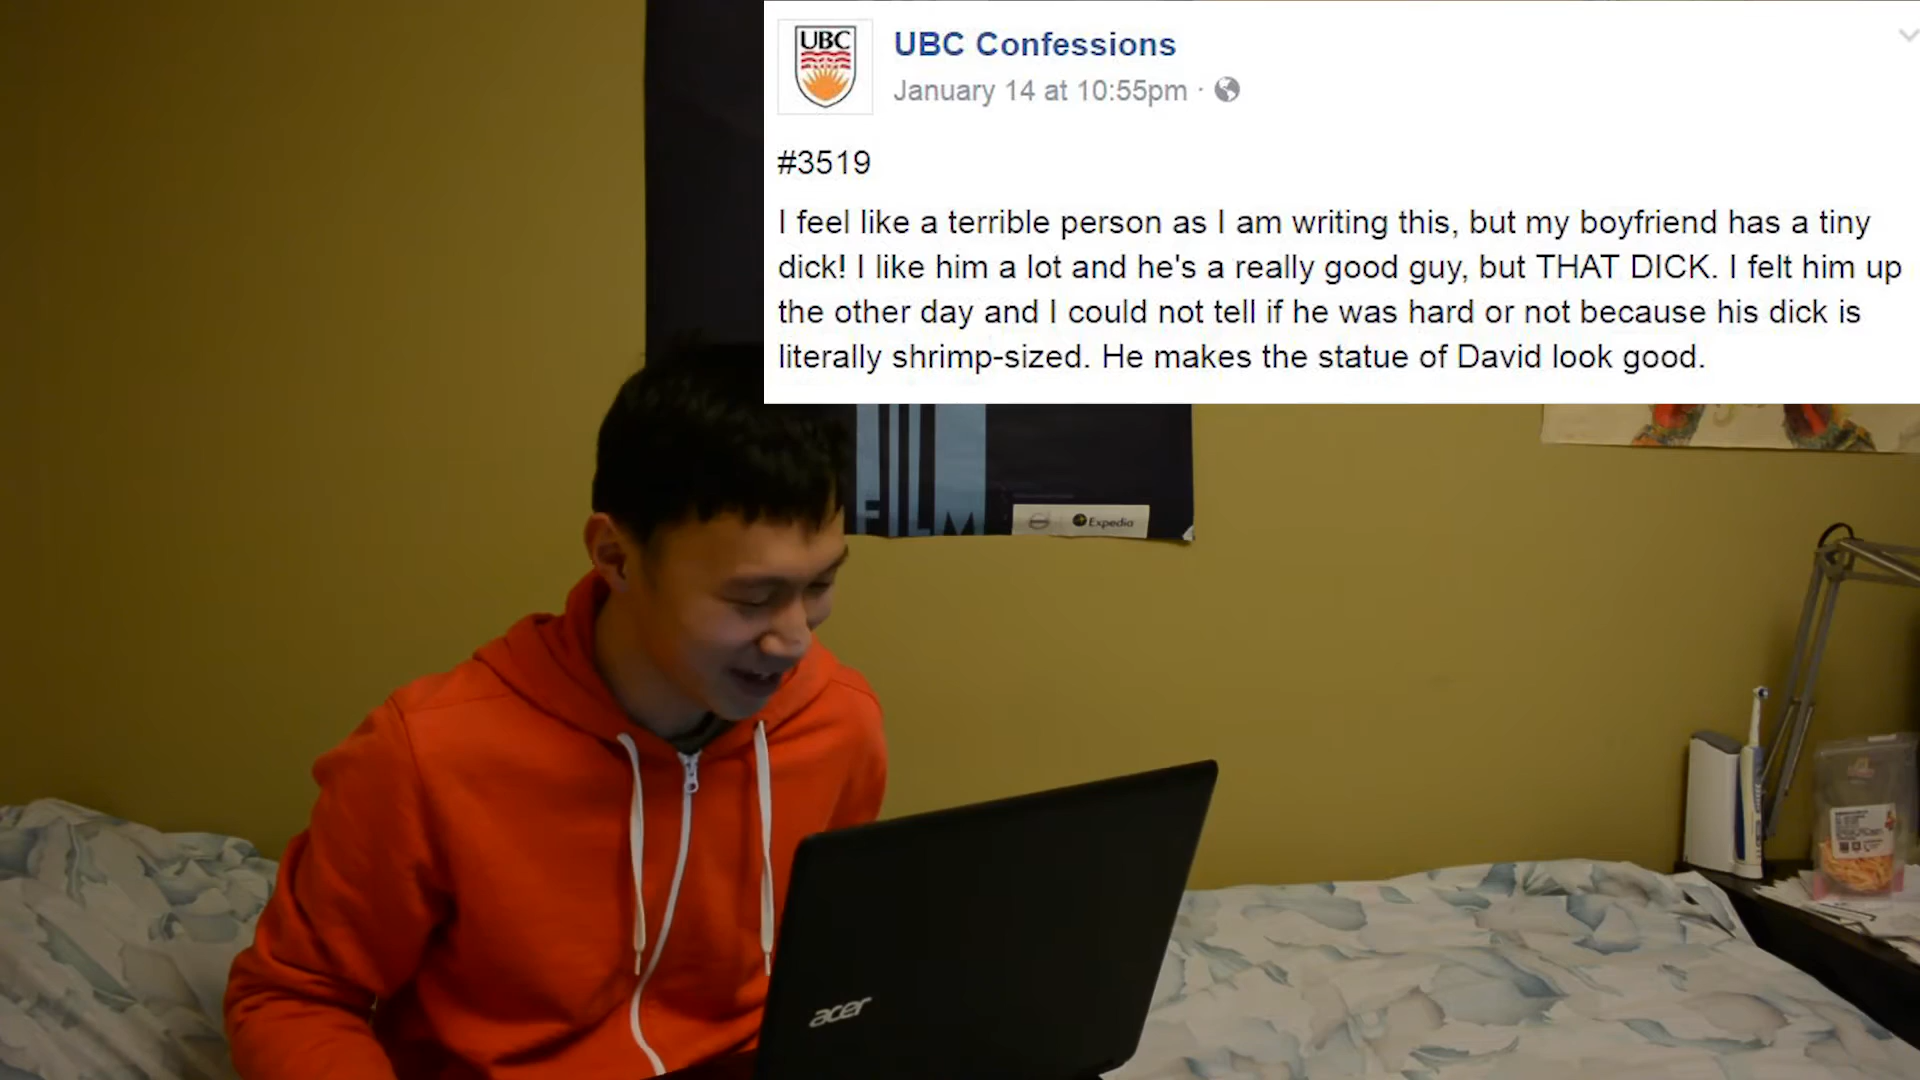 UBC
UBC Confessions
January 14 at 10:55pm ·
#3519
I feel like a terrible person as I am writing this, but my boyfriend has a tiny
dick! I like him a lot and he's a really good guy, but THAT DICK. I felt him up
the other day and I could not tell if he was hard or not because his dick is
literally shrimp-sized. He makes the statue of David look good.
FILM
Expedia
acer